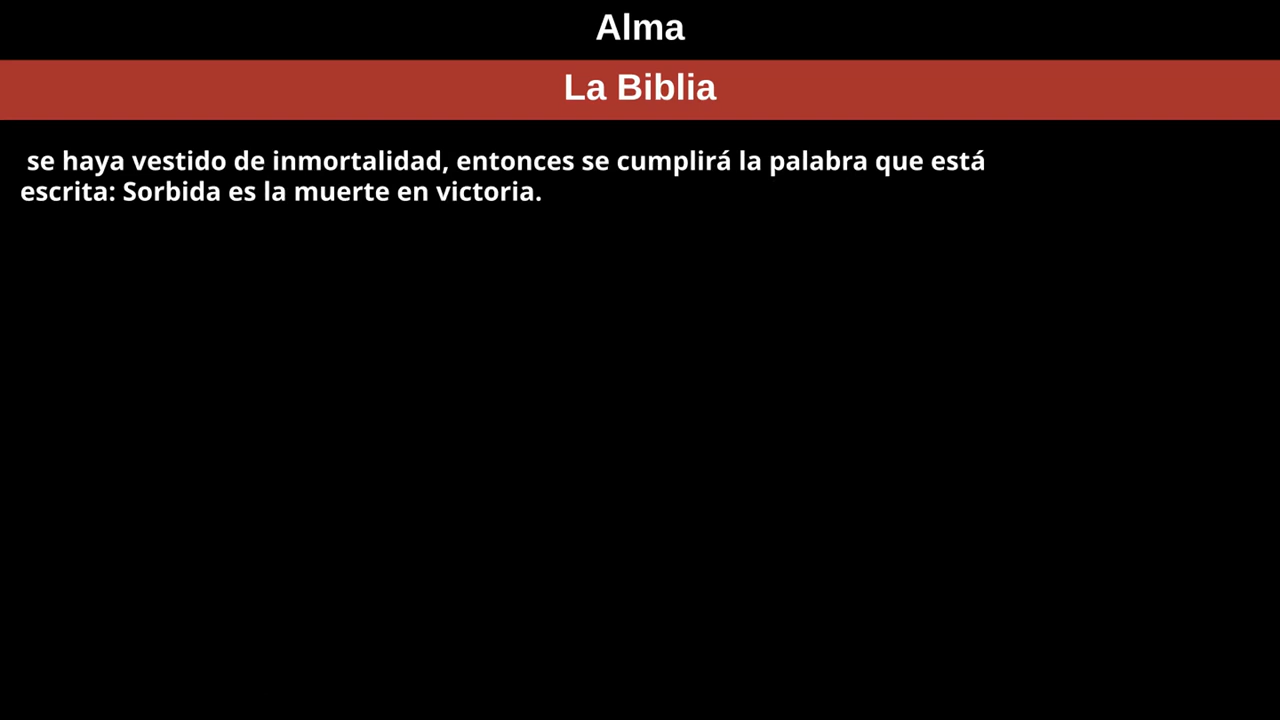 Alma
La Biblia
se haya vestido de inmortalidad, entonces se cumplirá la palabra que está
escrita: Sorbida es la muerte en victoria.